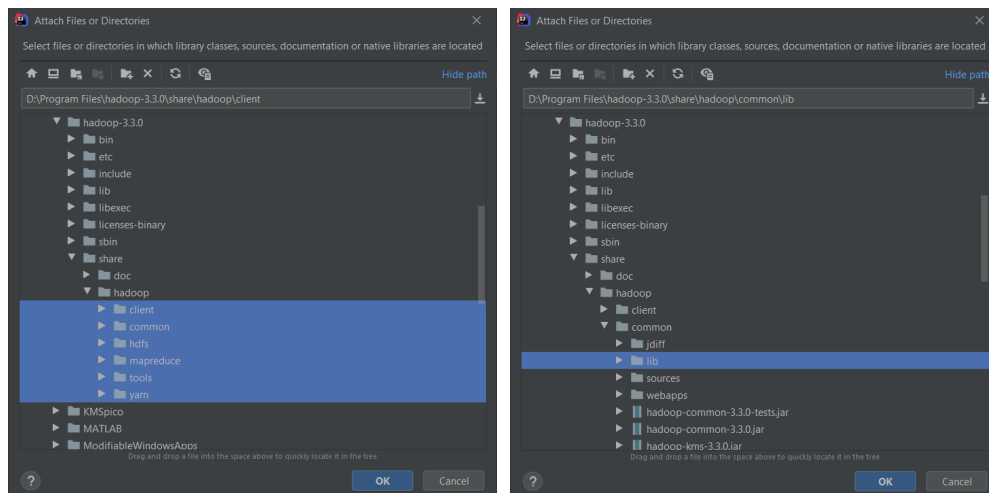 Attach Files or Directories
Select files or directories in which library classes, sources, documentation or native libraries are located
Hide path
D:\Program Files\hadoop-3.3.0\share\hadoop\client
hadoop-3.3.0
bin
etc
include
lib
libexec
licenses-binary
sbin
share
doc
hadoop
client
common
hdfs
mapreduce
tools
yarn
KMSpico
MATLAB
ModifiableWindowsApps
Drag and drop a file into the space above to quickly locate it in the tree
?
OK
Cancel
Attach Files or Directories
Select files or directories in which library classes, sources, documentation or native libraries are located
Hide path
D:\Program Files\hadoop-3.3.0\share\hadoop\common\lib
hadoop-3.3.0
bin
etc
include
lib
libexec
licenses-binary
sbin
share
doc
hadoop
client
common
jdiff
lib
sources
webapps
hadoop-common-3.3.0-tests.jar
hadoop-common-3.3.0.jar
hadoop-kms-3.3.0.jar
Drag and drop a file into the space above to quickly locate it in the tree
?
OK
Cancel